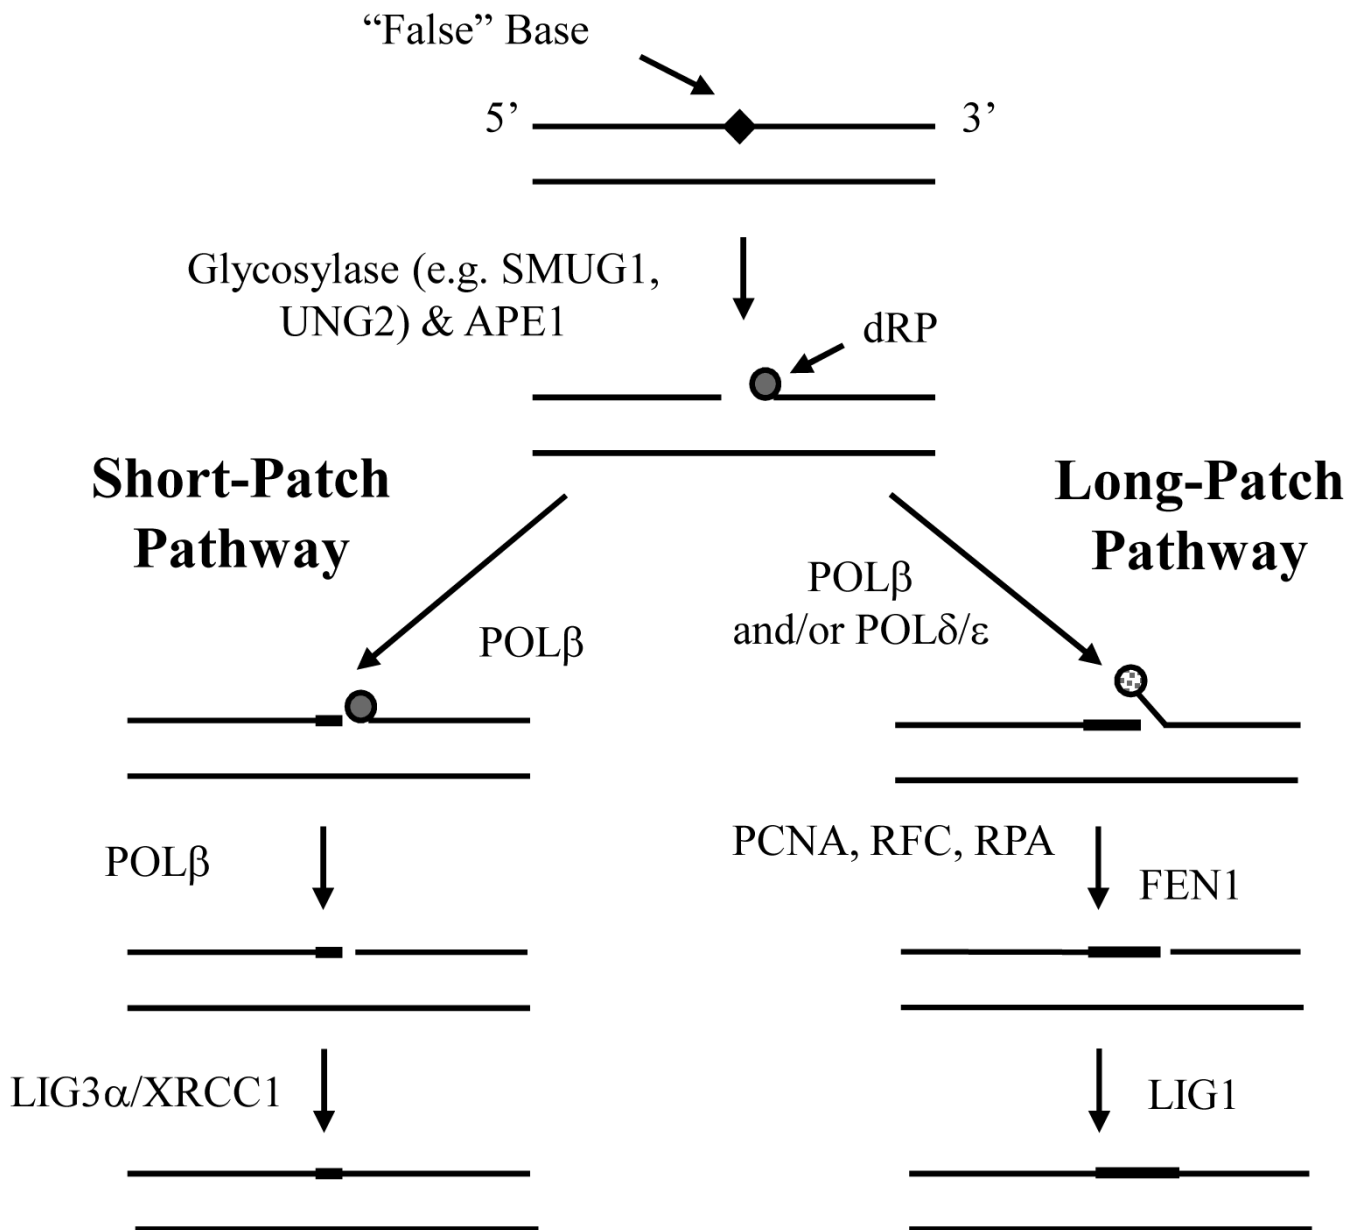 “False” Base
5’
3’
Glycosylase (e.g. SMUG1,
UNG2) & APE1
dRP
Short-Patch
Pathway
Long-Patch
Pathway
POLβ
POLβ
and/or POLδ/ε
POLβ
PCNA, RFC, RPA
FEN1
LIG3α/XRCC1
LIG1